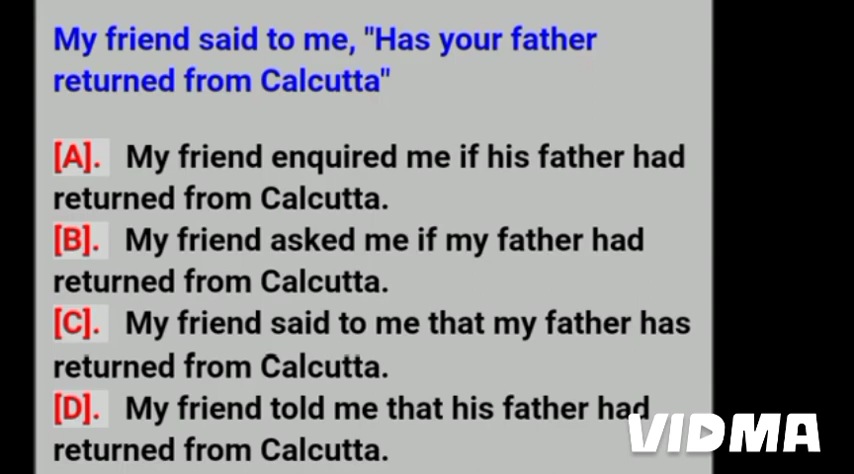 My friend said to me, "Has your father
returned from Calcutta"
[A]. My friend enquired me if his father had
returned from Calcutta.
[B]. My friend asked me if my father had
returned from Calcutta.
[C]. My friend said to me that my father has
returned from Calcutta.
[D]. My friend told me that his father had
returned from Calcutta.
VIDMA